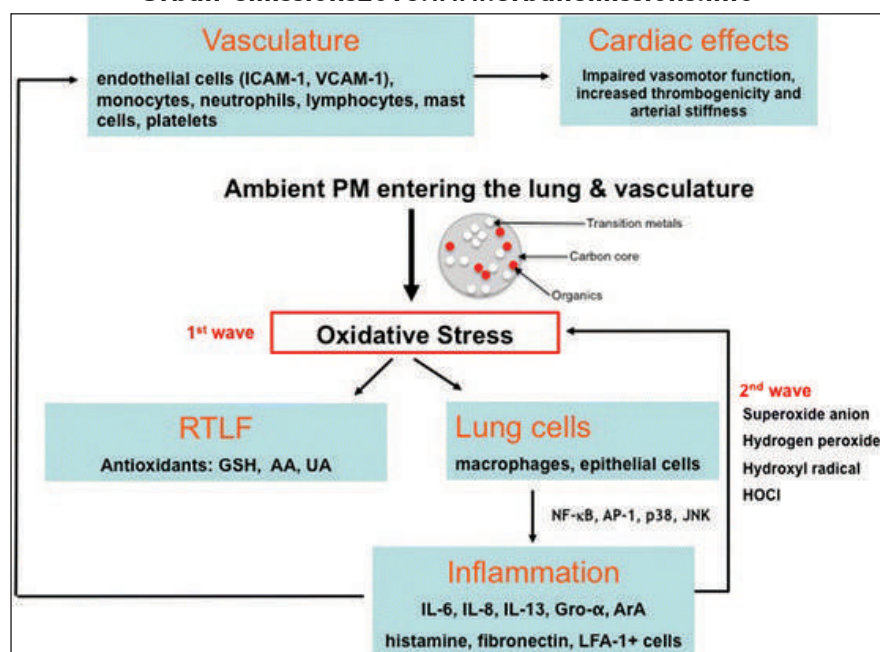 Vasculature
endothelial cells (ICAM-1, VCAM-1),
monocytes, neutrophils, lymphocytes, mast
cells, platelets
Cardiac effects
Impaired vasomotor function,
increased thrombogenicity and
arterial stiffness
Ambient PM entering the lung & vasculature
Transition metals
Carbon core
Organics
1st wave
Oxidative Stress
2nd wave
Superoxide anion
Hydrogen peroxide
Hydroxyl radical
HOCl
RTLF
Antioxidants: GSH, AA, UA
Lung cells
macrophages, epithelial cells
NF-κB, AP-1, p38, JNK
Inflammation
IL-6, IL-8, IL-13, Gro-α, ArA
histamine, fibronectin, LFA-1+ cells